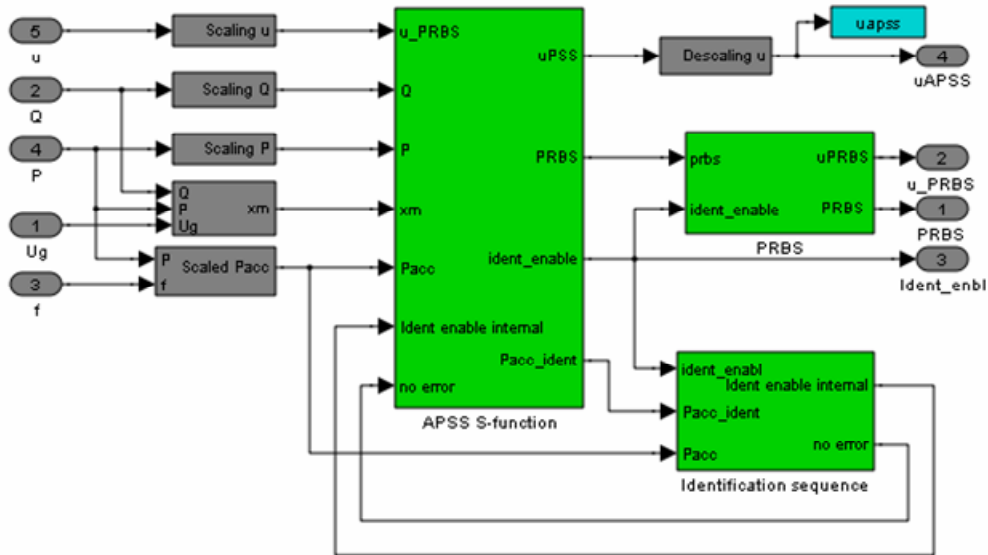 5
u
Scaling u
2
Q
Scaling Q
4
P
Scaling P
Q
P
Ug
xm
1
Ug
P
f
Scaled Pacc
3
f
u_PRBS
Q
P
xm
Pacc
Ident enable internal
no error
uPSS
PRBS
ident_enable
Pacc_ident
APSS S-function
Descaling u
uapss
4
uAPSS
prbs
ident_enable
uPRBS
PRBS
PRBS
2
u_PRBS
1
PRBS
3
Ident_enbl
ident_enabl
Ident enable internal
Pacc_ident
no error
Pacc
Identification sequence